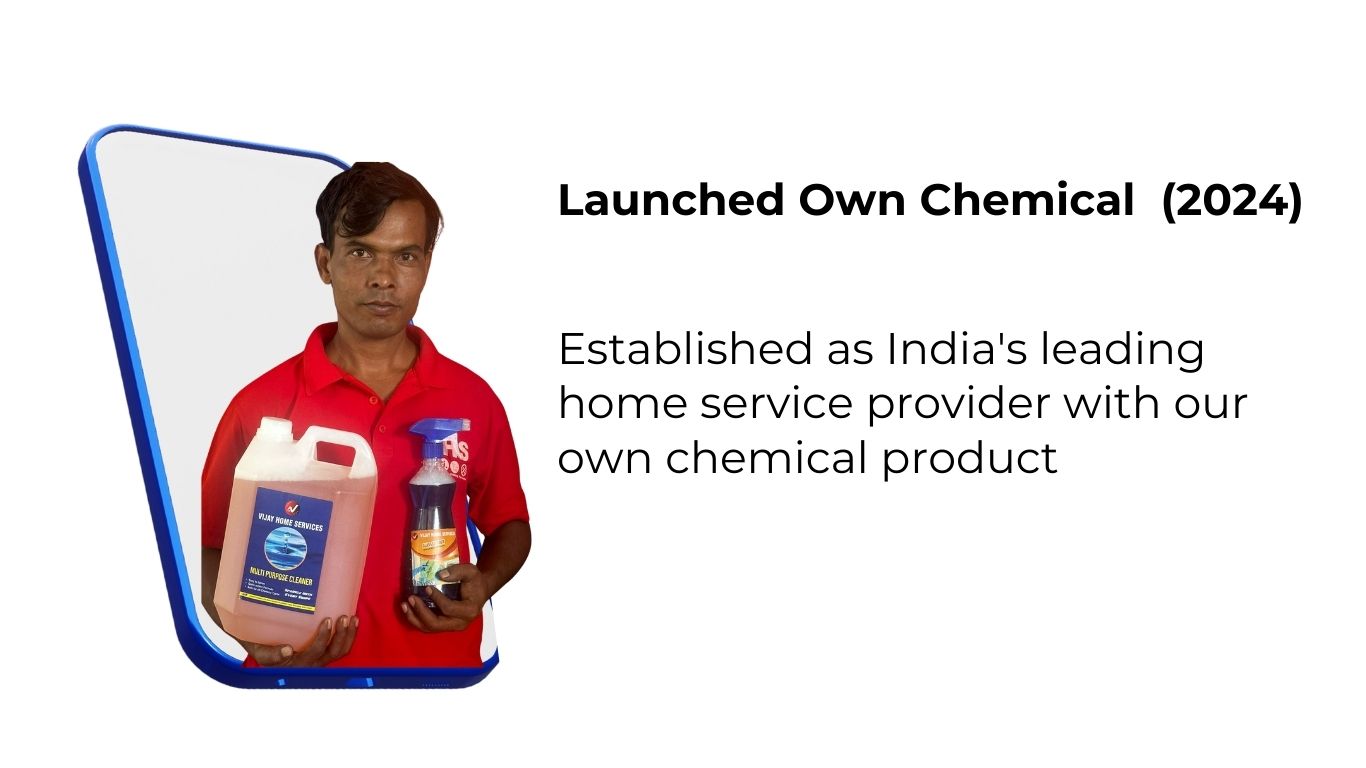 Launched Own Chemical (2024)
Established as India's leading
home service provider with our
own chemical product
VIJAY HOME SERVICES
MULTI PURPOSE CLEANER
VIJAY HOME SERVICES